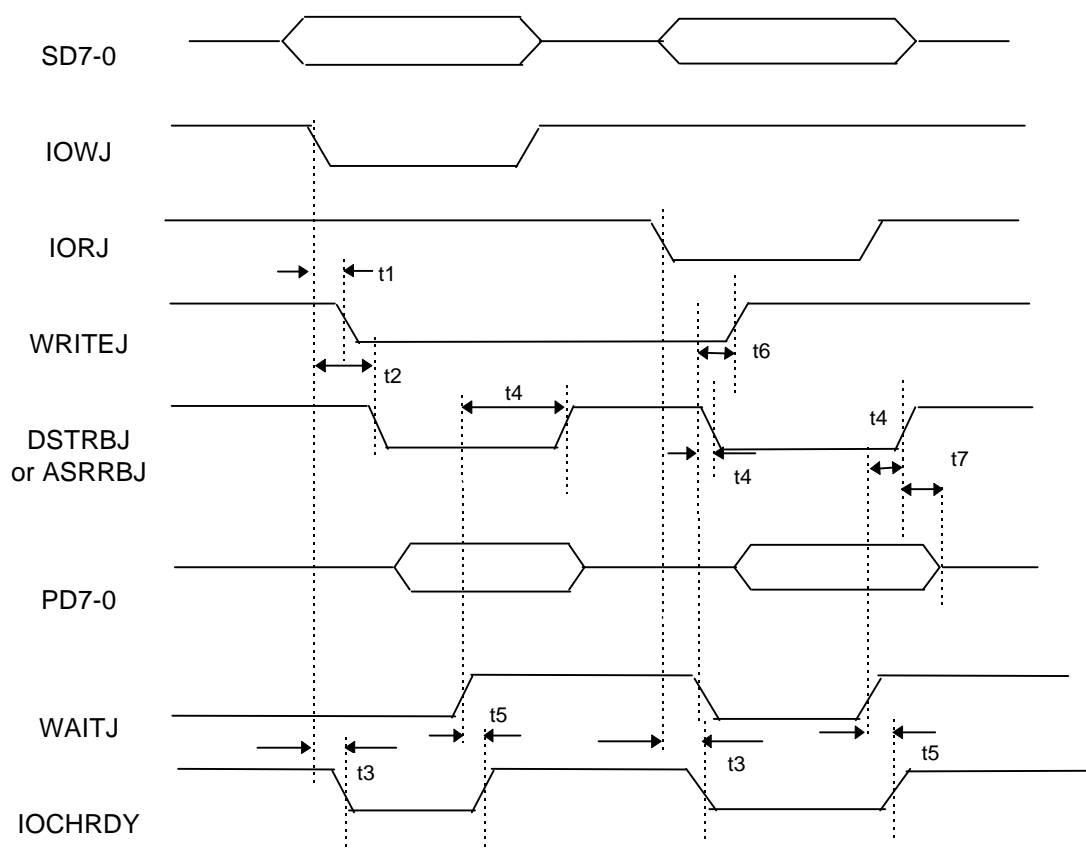 SD7-0
IOWJ
IORJ
t1
WRITEJ
t6
t2
t4
t4
DSTRBJ
or ASRRBJ
t4
t7
PD7-0
WAITJ
t5
t3
t3
t5
IOCHRDY